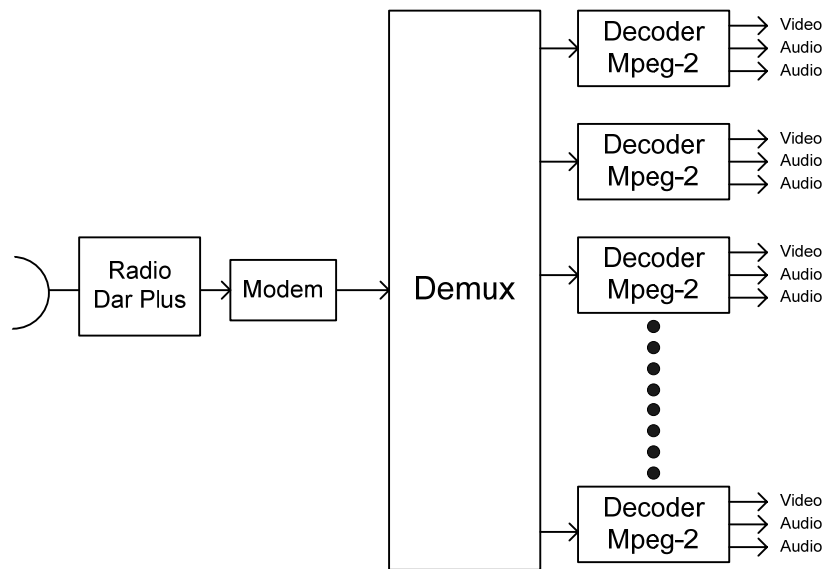 Radio
Dar Plus
Modem
Demux
Decoder
Mpeg-2
Video
Audio
Audio
Decoder
Mpeg-2
Video
Audio
Audio
Decoder
Mpeg-2
Video
Audio
Audio
Decoder
Mpeg-2
Video
Audio
Audio